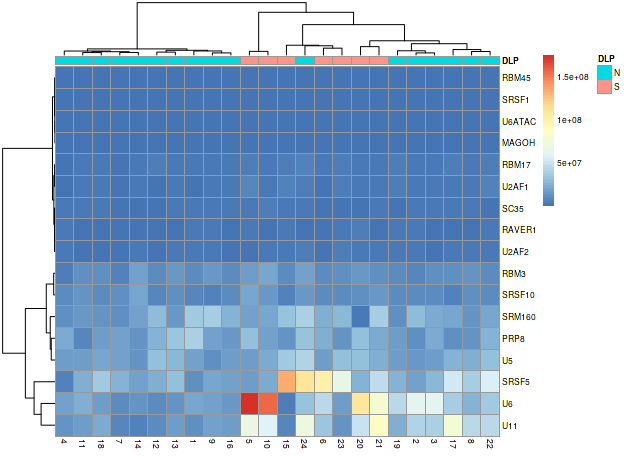 DLP
RBM45
SRSF1
U6ATAC
MAGOH
RBM17
U2AF1
SC35
RAVER1
U2AF2
RBM3
SRSF10
SRM160
PRP8
U5
SRSF5
U6
U11
4 11 18 7 14 12 13 1 9 16 5 10 15 24 6 23 20 21 19 2 3 17 8 22
1.5e+08
1e+08
5e+07
DLP
N
S